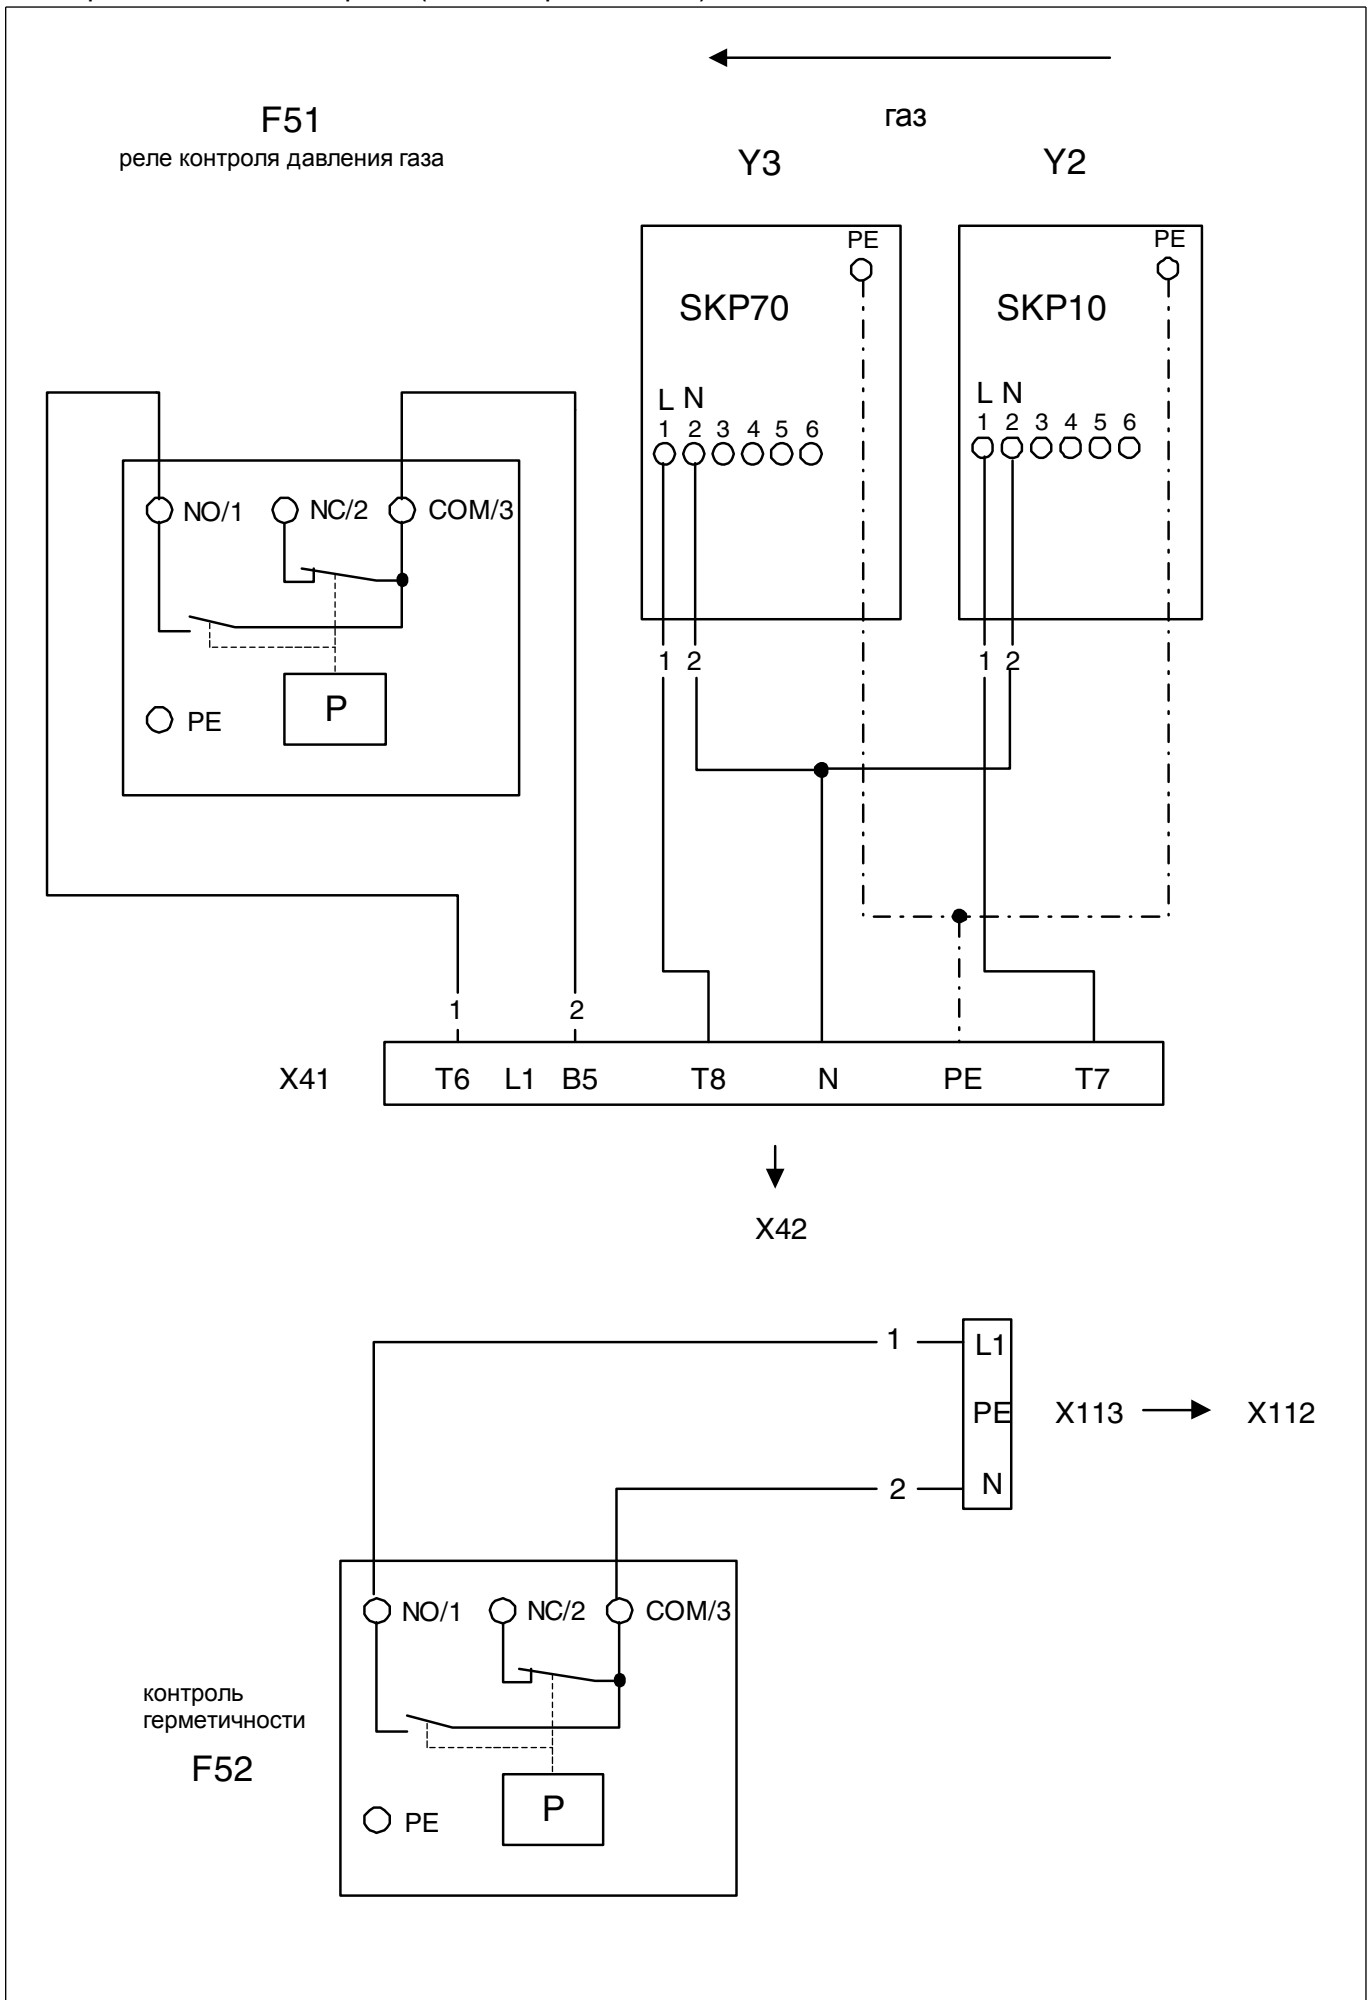 F51
реле контроля давления газа
газ
Y3
Y2
PE
PE
SKP70
SKP10
L N
1 2 3 4 5 6
L N
1 2 3 4 5 6
NO/1
NC/2
COM/3
P
PE
1 2
1 2
1
2
X41
T6 L1 B5 T8 N PE T7
X42
1
L1
PE
X113
X112
2
N
NO/1
NC/2
COM/3
контроль
герметичности
F52
P
PE